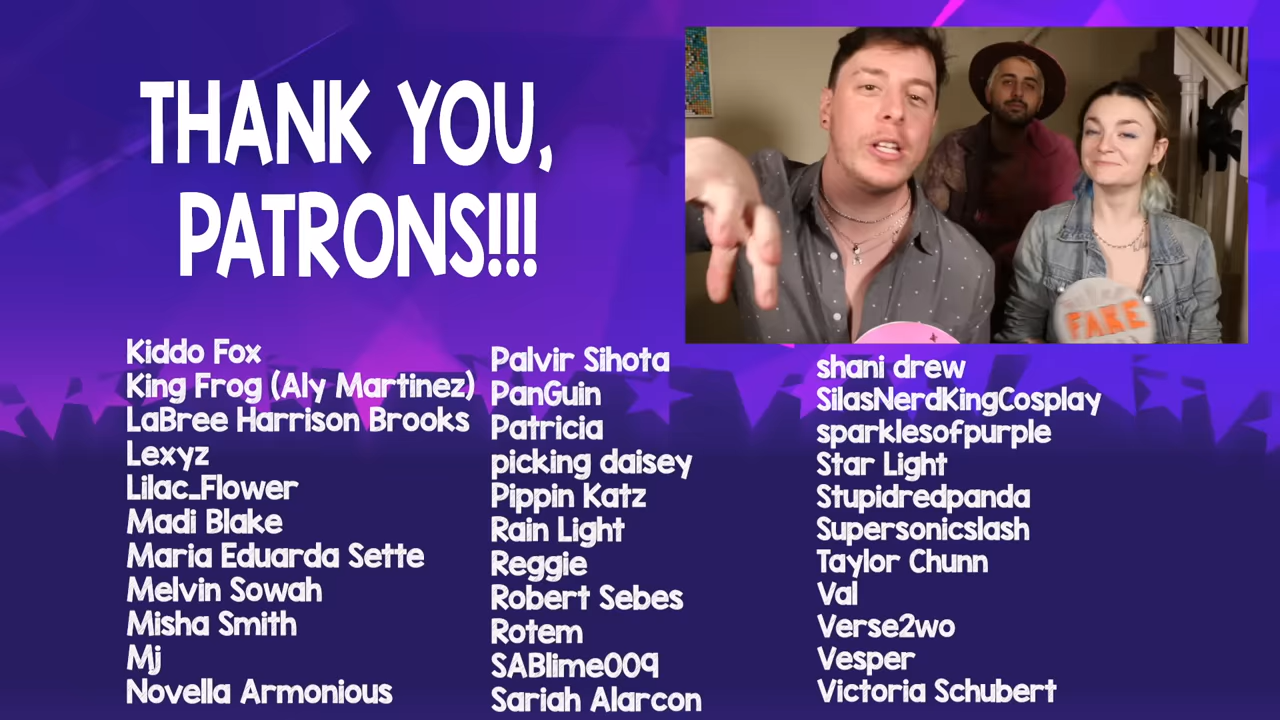 THANK YOU,
PATRONS!!!
FAKE
Kiddo Fox
King Frog (Aly Martinez)
LaBree Harrison Brooks
Lexyz
Lilac_Flower
Madi Blake
Maria Eduarda Sette
Melvin Sowah
Misha Smith
Mj
Novella Armonious
Palvir Sihota
PanGuin
Patricia
picking daisey
Pippin Katz
Rain Light
Reggie
Robert Sebes
Rotem
SABlime009
Sariah Alarcon
shani drew
SilasNerdKingCosplay
sparklesofpurple
Star Light
Stupidredpanda
Supersonicslash
Taylor Chunn
Val
Verse2wo
Vesper
Victoria Schubert